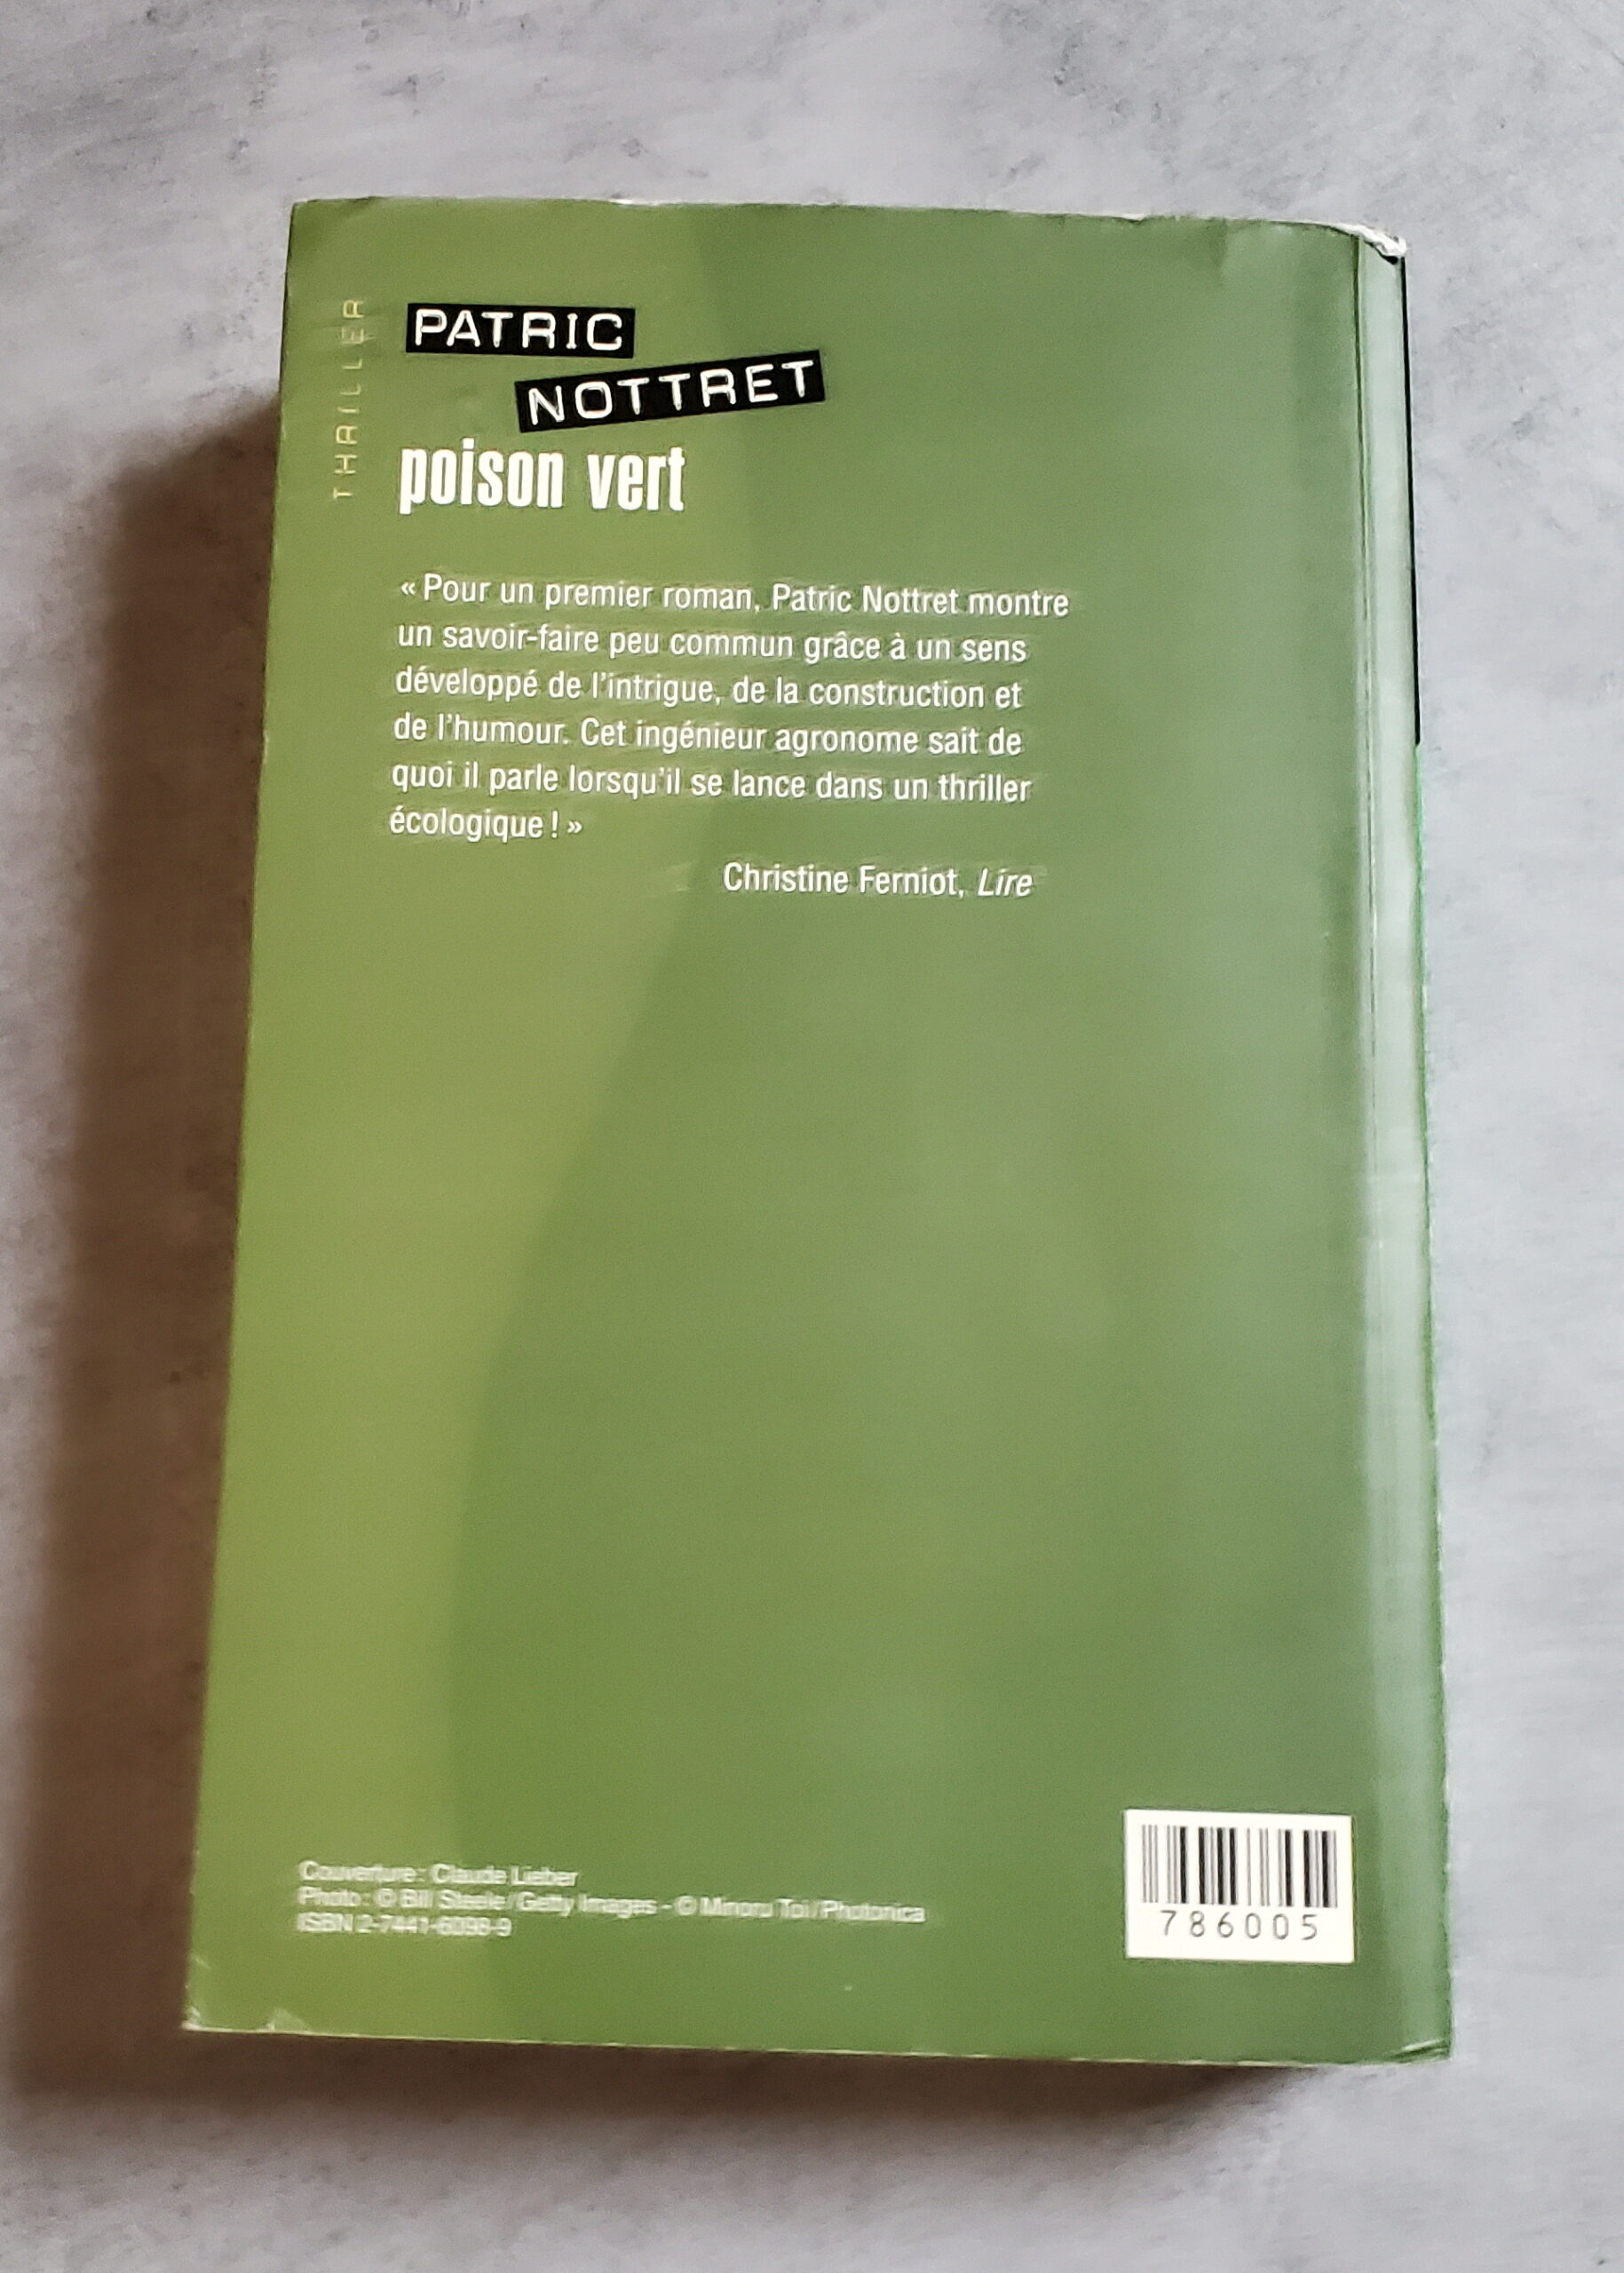 THRILLER
PATRIC
NOTTRET
poison vert
« Pour un premier roman, Patric Nottret montre
un savoir-faire peu commun grâce à un sens
développé de l'intrigue, de la construction et
de l'humour. Cet ingénieur agronome sait de
quoi il parle lorsqu'il se lance dans un thriller
écologique ! »
Christine Ferniot, Lire
Couverture : Claude Lieber
Photo : © Bill Steele / Getty Images - © Minoru Toi / Photonica
ISBN 2-7441-6098-9
786005